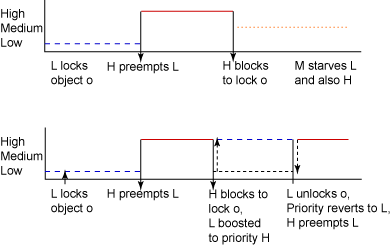 High
Medium
Low
L locks
object o
H preempts L
H blocks
to lock o
M starves L
and also H
High
Medium
Low
L locks
object o
H preempts L
H blocks to
lock o,
L boosted
to priority H
L unlocks o,
Priority reverts to L,
H preempts L